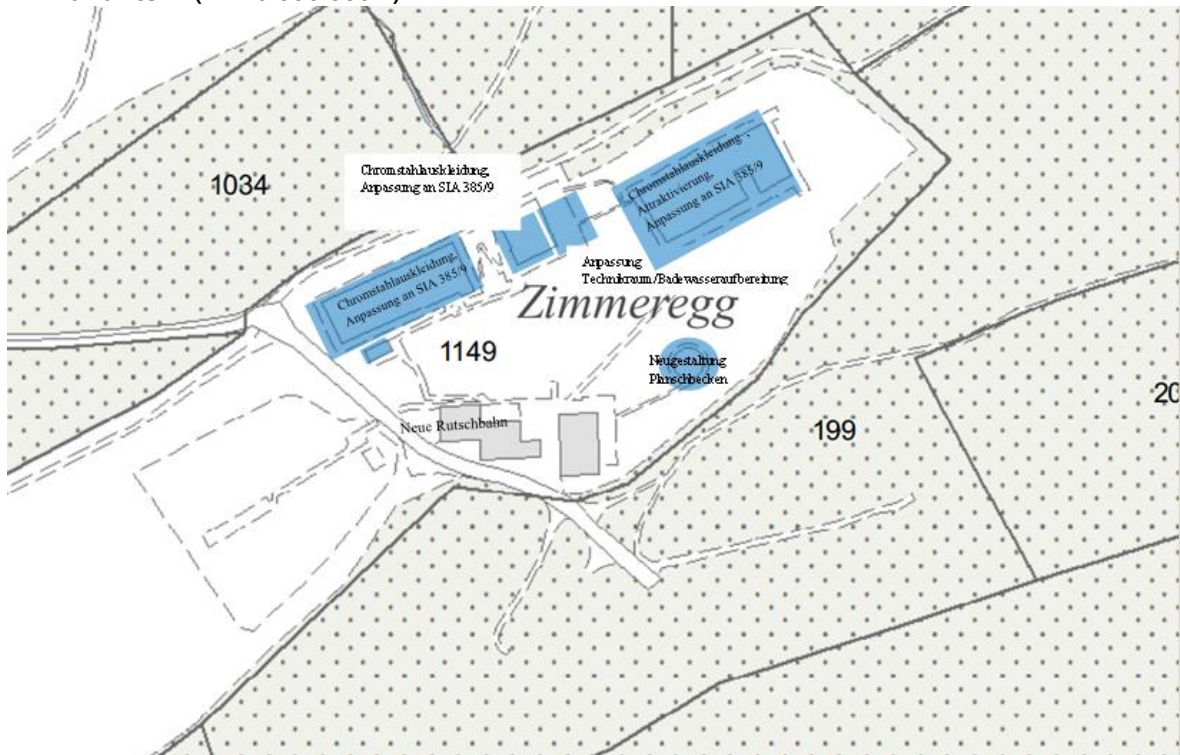 1034
Chromstahlauskleidung,
Anpassung an SIA 385/9
Chromstahlauskleidung,
Attraktivierung,
Anpassung an SIA 385/9
Chromstahlauskleidung,
Anpassung an SIA 385/9
Anpassung
Technikraum/Badewasseraufbereitung
Zimmeregg
1149
Neugestaltung
Planschbecken
Neue Rutschbahn
199
20